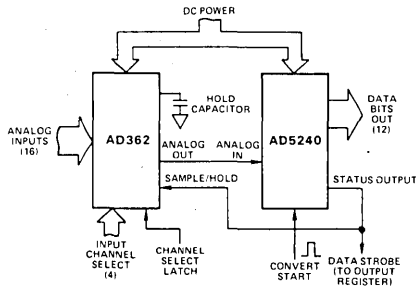 DC POWER
HOLD
CAPACITOR
AD362
AD5240
DATA
BITS
OUT
(12)
ANALOG
INPUTS
(16)
ANALOG
OUT
ANALOG
IN
SAMPLE/HOLD
STATUS OUTPUT
INPUT
CHANNEL
SELECT
(4)
CHANNEL
SELECT
LATCH
CONVERT
START
DATA STROBE
(TO OUTPUT
REGISTER)